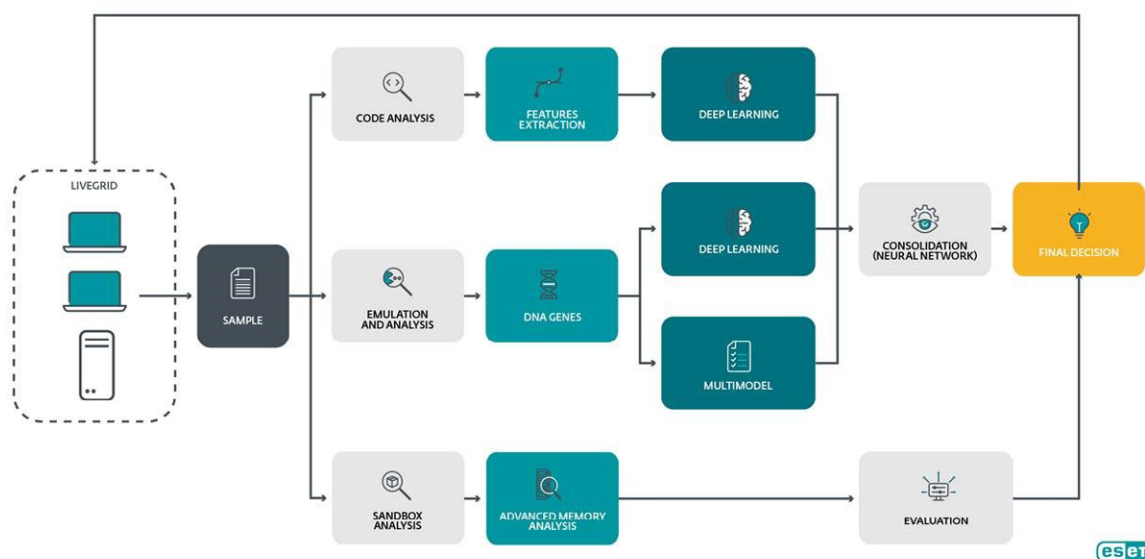 LIVEGRID
SAMPLE
CODE ANALYSIS
FEATURES
EXTRACTION
DEEP LEARNING
EMULATION
AND ANALYSIS
DNA GENES
DEEP LEARNING
MULTIMODEL
CONSOLIDATION
(NEURAL NETWORK)
FINAL DECISION
SANDBOX
ANALYSIS
ADVANCED MEMORY
ANALYSIS
EVALUATION